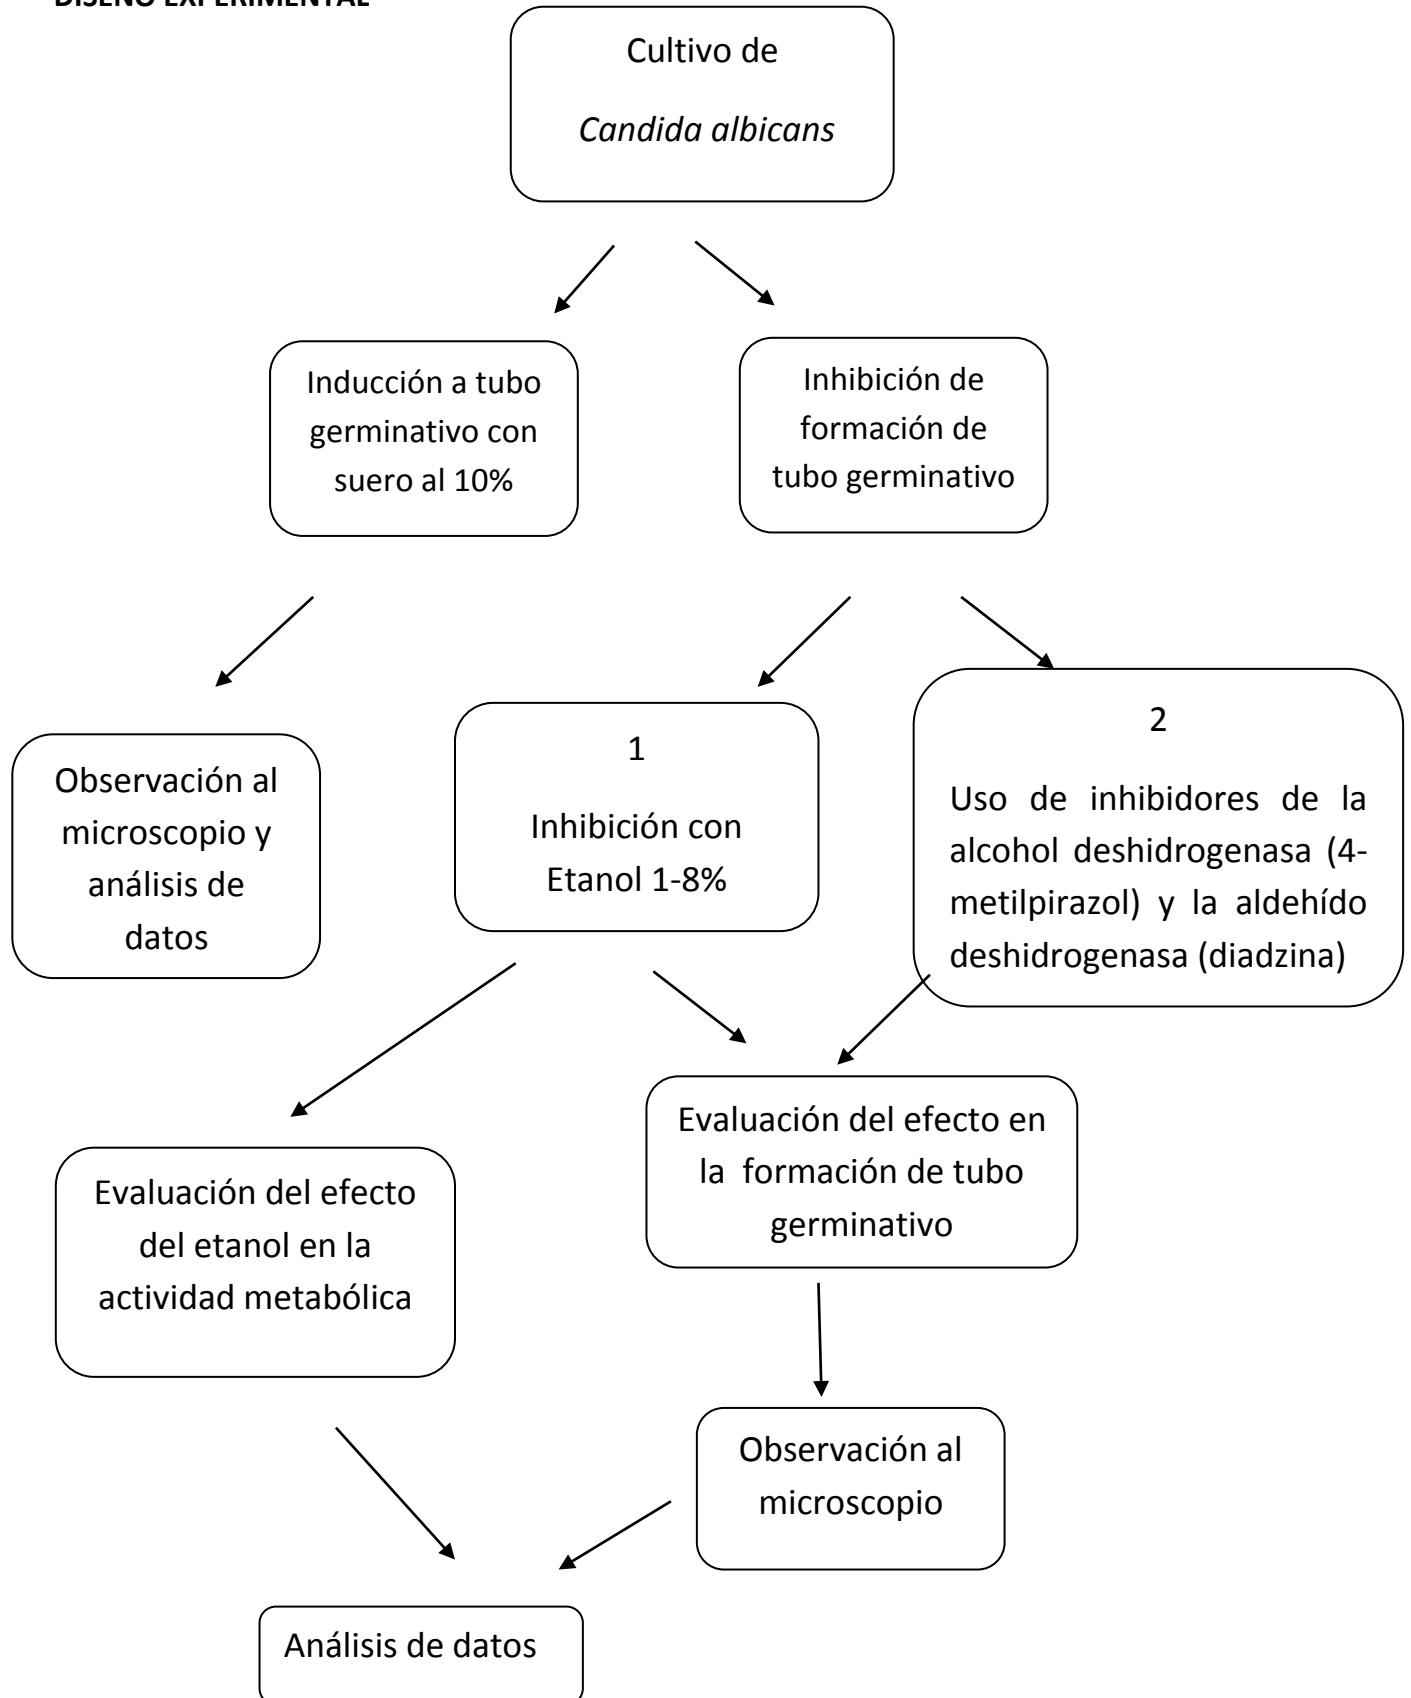 DISEÑO EXPERIMENTAL
Cultivo de
Candida albicans
Inducción a tubo
germinativo con
suero al 10%
Inhibición de
formación de
tubo germinativo
Observación al
microscopio y
análisis de
datos
1
Inhibición con
Etanol 1-8%
2
Uso de inhibidores de la
alcohol deshidrogenasa (4-
metilpirazol) y la aldehído
deshidrogenasa (diadzina)
Evaluación del efecto
del etanol en la
actividad metabólica
Evaluación del efecto en
la formación de tubo
germinativo
Observación al
microscopio
Análisis de datos